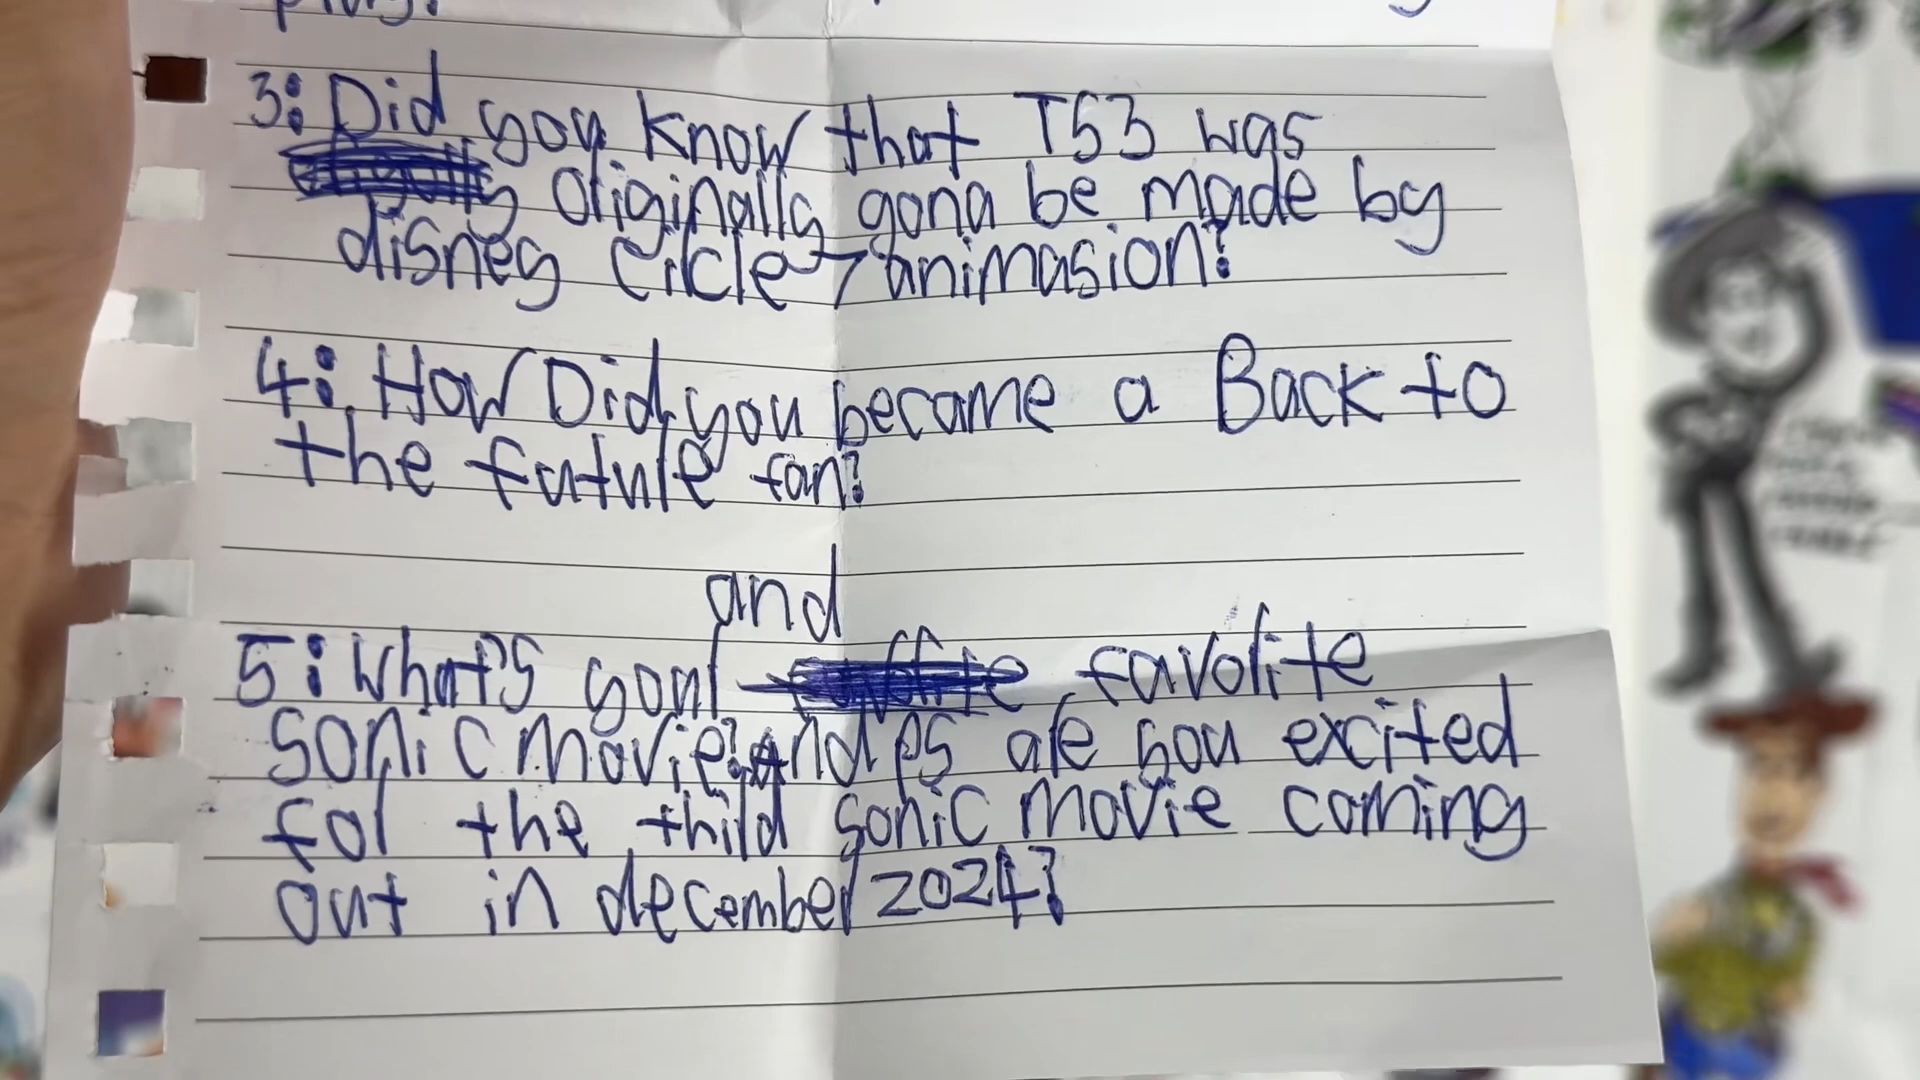 3: Did you know that TS3 was
originally gona be made by
disney circle 7 animasion?
4: How Did you became a Back to
the future fan?
and
5: What's your favorite
sonic movie? And ps are you excited
for the third sonic movie coming
out in december 2024?